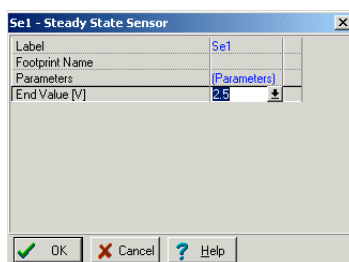 Se1 - Steady State Sensor
Label Se1
Footprint Name
Parameters (Parameters)
End Value [V] 2.5
OK Cancel Help